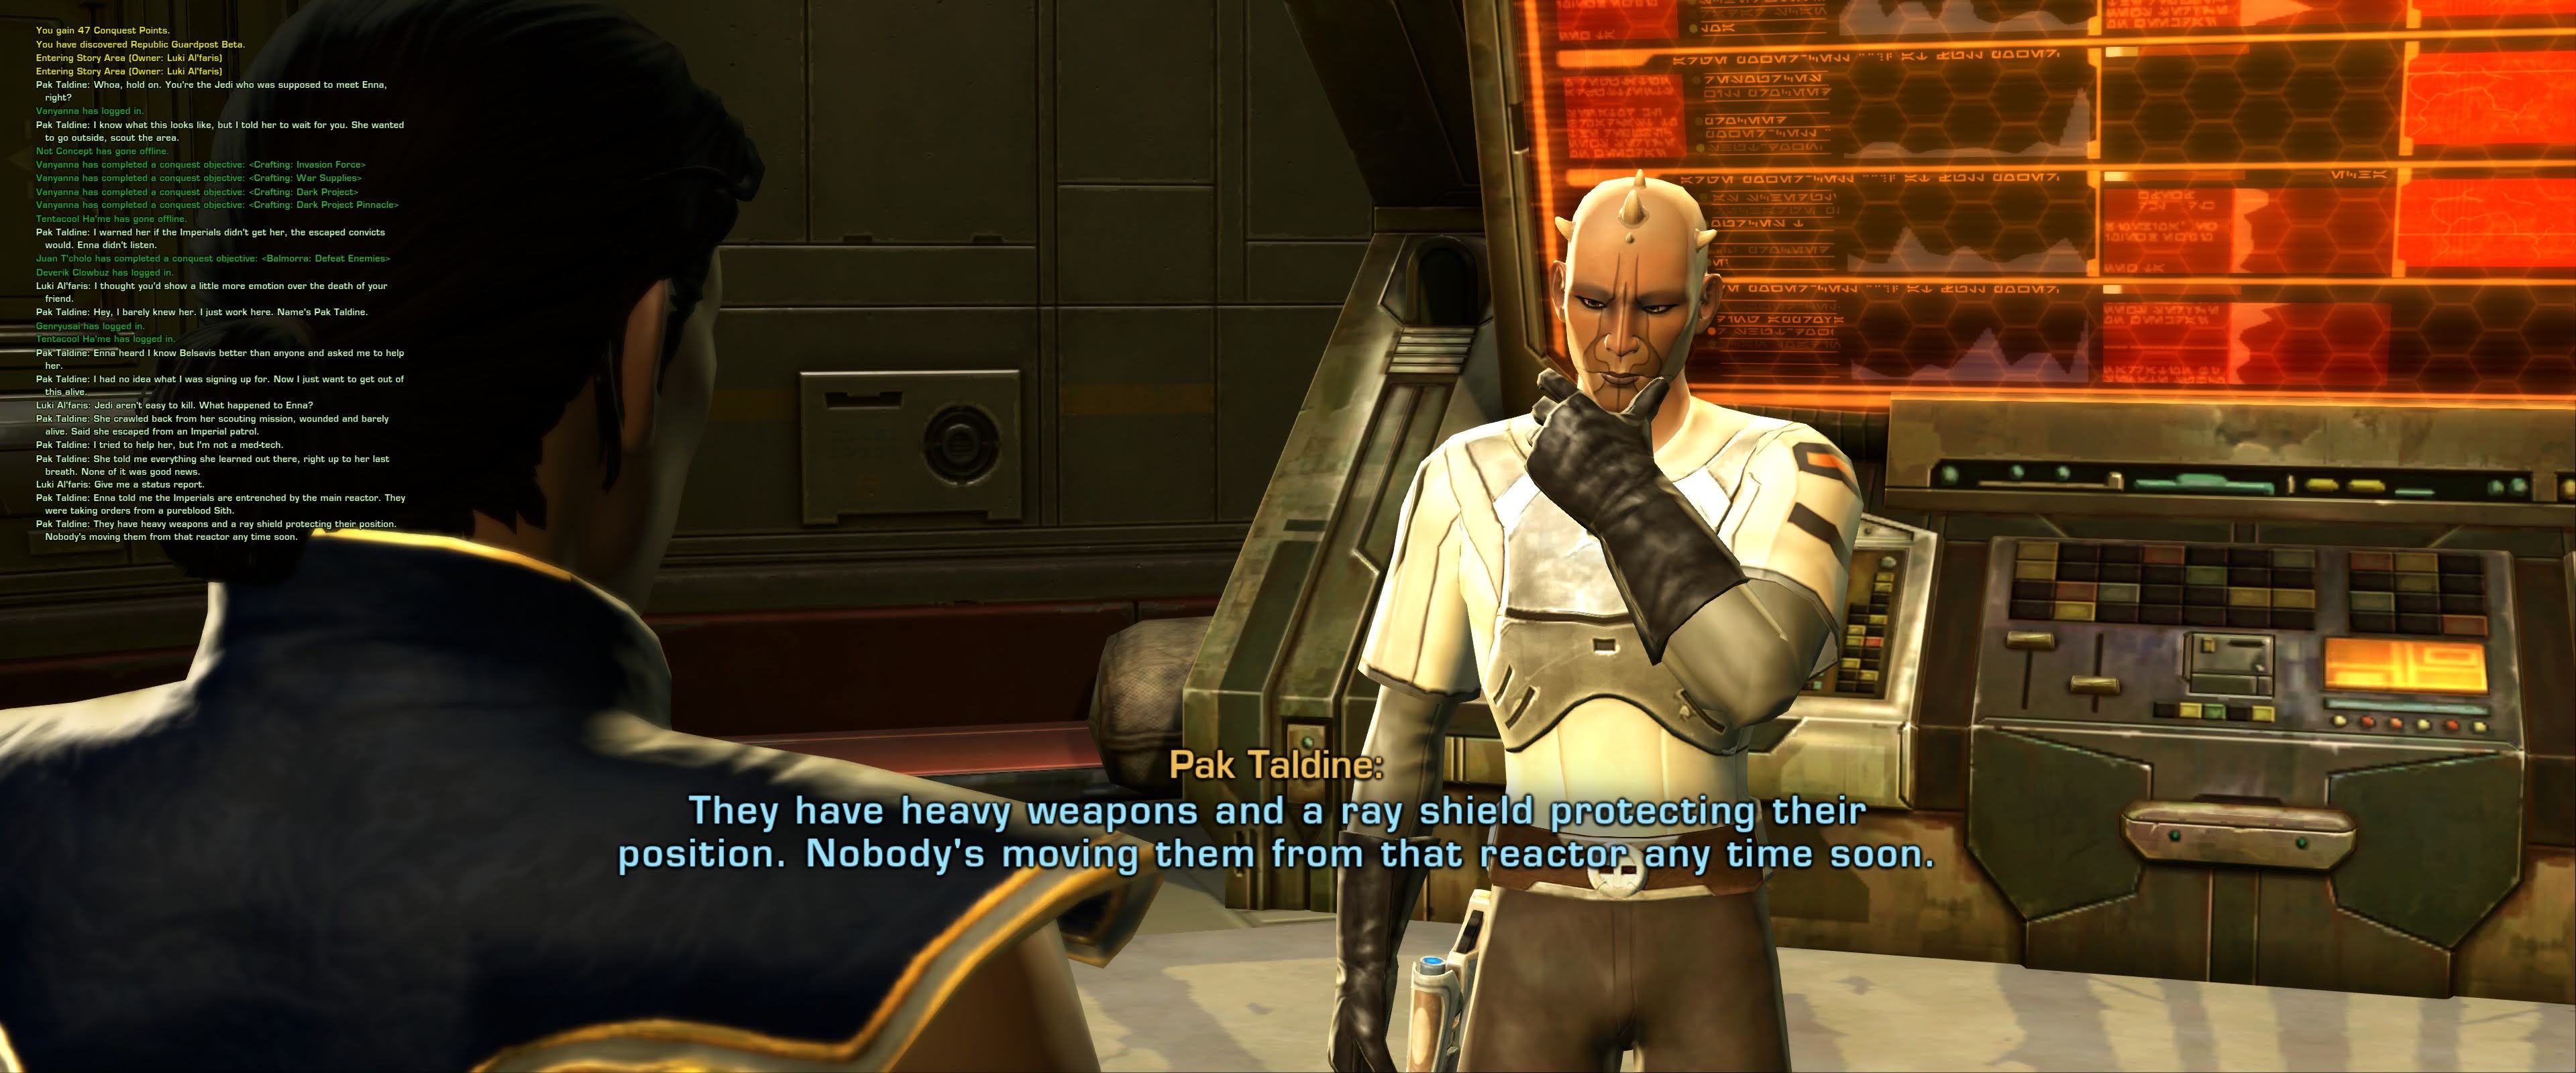 You gain 47 Conquest Points.
You have discovered Republic Guardpost Beta.
Entering Story Area (Owner: Luki Al'faris)
Entering Story Area (Owner: Luki Al'faris)
Pak Taldine: Whoa, hold on. You're the Jedi who was supposed to meet Enna,
right?
Vanyanna has logged in.
Pak Taldine: I know what this looks like, but I told her to wait for you. She wanted
to go outside, scout the area.
Not Concept has gone offline.
Vanyanna has completed a conquest objective: <Crafting: Invasion Force>
Vanyanna has completed a conquest objective: <Crafting: War Supplies>
Vanyanna has completed a conquest objective: <Crafting: Dark Project>
Vanyanna has completed a conquest objective: <Crafting: Dark Project Pinnacle>
Tentacool Ha'me has gone offline.
Pak Taldine: I warned her if the Imperials didn't get her, the escaped convicts
would. Enna didn't listen.
Juan T'cholo has completed a conquest objective: <Balmorra: Defeat Enemies>
Deverik Clowbuz has logged in.
Luki Al'faris: I thought you'd show a little more emotion over the death of your
friend.
Pak Taldine: Hey, I barely knew her. I just work here. Name's Pak Taldine.
Genryusai has logged in.
Tentacool Ha'me has logged in.
Pak Taldine: Enna heard I know Belsavis better than anyone and asked me to help
her.
Pak Taldine: I had no idea what I was signing up for. Now I just want to get out of
this alive.
Luki Al'faris: Jedi aren't easy to kill. What happened to Enna?
Pak Taldine: She crawled back from her scouting mission, wounded and barely
alive. Said she escaped from an Imperial patrol.
Pak Taldine: I tried to help her, but I'm not a med-tech.
Pak Taldine: She told me everything she learned out there, right up to her last
breath. None of it was good news.
Luki Al'faris: Give me a status report.
Pak Taldine: Enna told me the Imperials are entrenched by the main reactor. They
were taking orders from a pureblood Sith.
Pak Taldine: They have heavy weapons and a ray shield protecting their position.
Nobody's moving them from that reactor any time soon.
Pak Taldine:
They have heavy weapons and a ray shield protecting their
position. Nobody's moving them from that reactor any time soon.